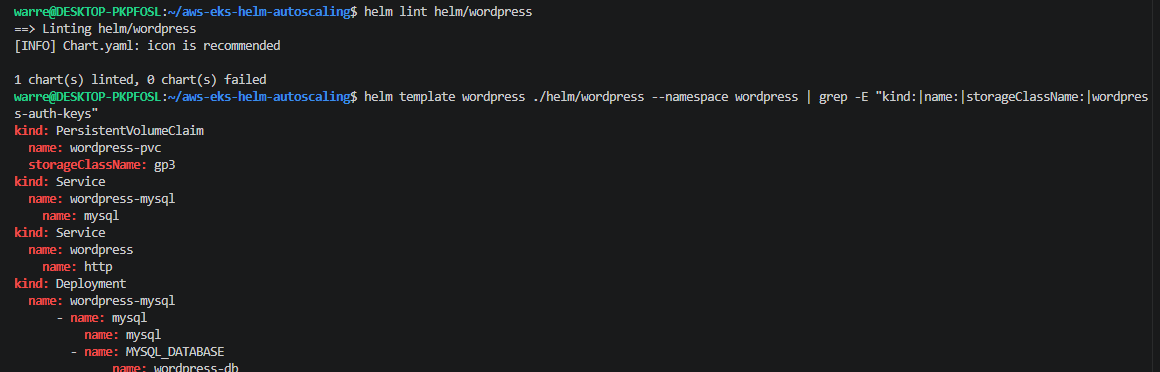 warre@DESKTOP-PKPFOSL:~/aws-eks-helm-autoscaling$ helm lint helm/wordpress
==> Linting helm/wordpress
[INFO] Chart.yaml: icon is recommended

1 chart(s) linted, 0 chart(s) failed
warre@DESKTOP-PKPFOSL:~/aws-eks-helm-autoscaling$ helm template wordpress ./helm/wordpress --namespace wordpress | grep -E "kind:|name:|storageClassName:|wordpres
s-auth-keys"
kind: PersistentVolumeClaim
  name: wordpress-pvc
  storageClassName: gp3
kind: Service
  name: wordpress-mysql
    name: mysql
kind: Service
  name: wordpress
    name: http
kind: Deployment
  name: wordpress-mysql
      - name: mysql
          name: mysql
        - name: MYSQL_DATABASE
              name: wordpress-db